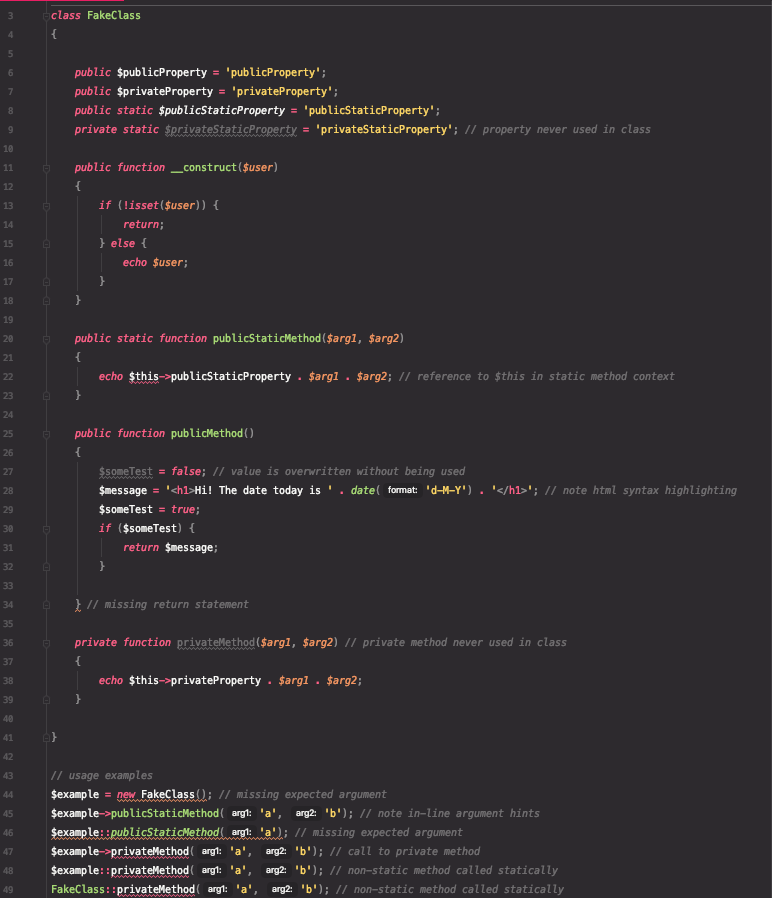 3 class FakeClass
4 {
5
6 public $publicProperty = 'publicProperty';
7 public $privateProperty = 'privateProperty';
8 public static $publicStaticProperty = 'publicStaticProperty';
9 private static $privateStaticProperty = 'privateStaticProperty'; // property never used in class
10
11 public function __construct($user)
12 {
13 if (!isset($user)) {
14 return;
15 } else {
16 echo $user;
17 }
18 }
19
20 public static function publicStaticMethod($arg1, $arg2)
21 {
22 echo $this->publicStaticProperty . $arg1 . $arg2; // reference to $this in static method context
23 }
24
25 public function publicMethod()
26 {
27 $someTest = false; // value is overwritten without being used
28 $message = '<h1>Hi! The date today is ' . date( format: 'd-M-Y') . '</h1>'; // note html syntax highlighting
29 $someTest = true;
30 if ($someTest) {
31 return $message;
32 }
33
34 } // missing return statement
35
36 private function privateMethod($arg1, $arg2) // private method never used in class
37 {
38 echo $this->privateProperty . $arg1 . $arg2;
39 }
40
41 }
42
43 // usage examples
44 $example = new FakeClass(); // missing expected argument
45 $example->publicStaticMethod( arg1: 'a', arg2: 'b'); // note in-line argument hints
46 $example::publicStaticMethod( arg1: 'a'); // missing expected argument
47 $example->privateMethod( arg1: 'a', arg2: 'b'); // call to private method
48 $example::privateMethod( arg1: 'a', arg2: 'b'); // non-static method called statically
49 FakeClass::privateMethod( arg1: 'a', arg2: 'b'); // non-static method called statically